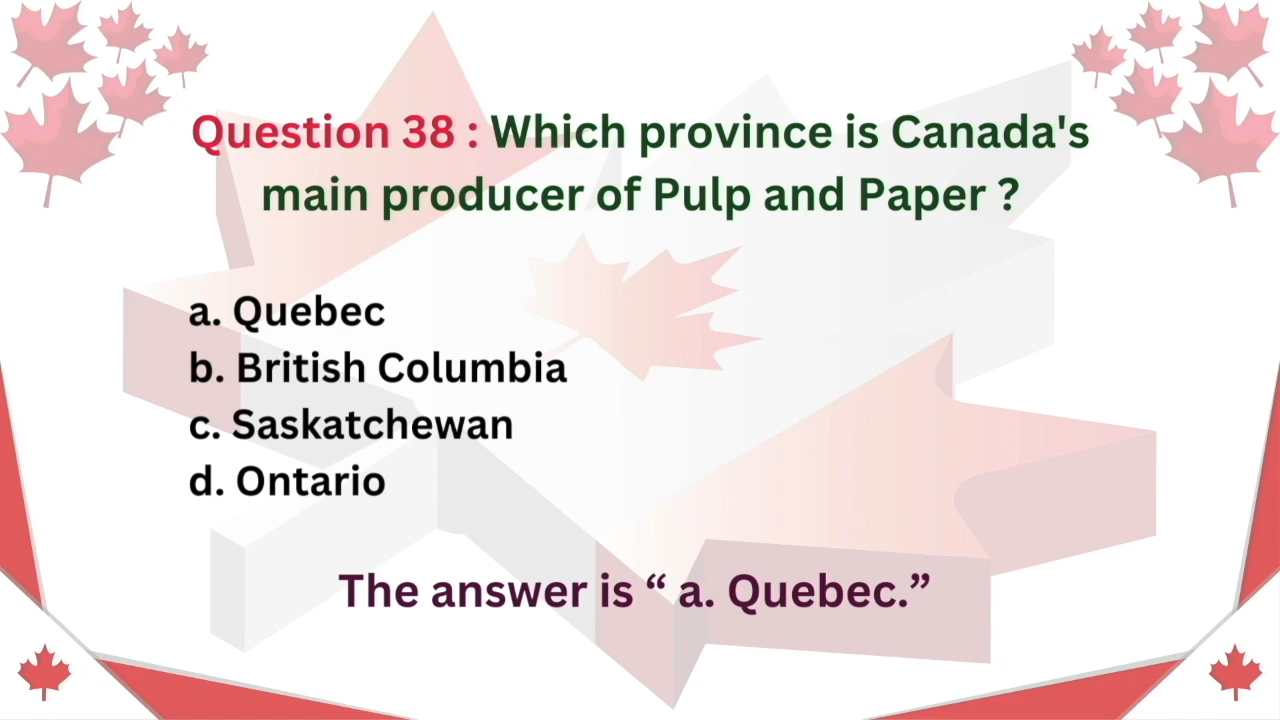 Question 38 : Which province is Canada's
main producer of Pulp and Paper ?
a. Quebec
b. British Columbia
c. Saskatchewan
d. Ontario
The answer is “ a. Quebec.”